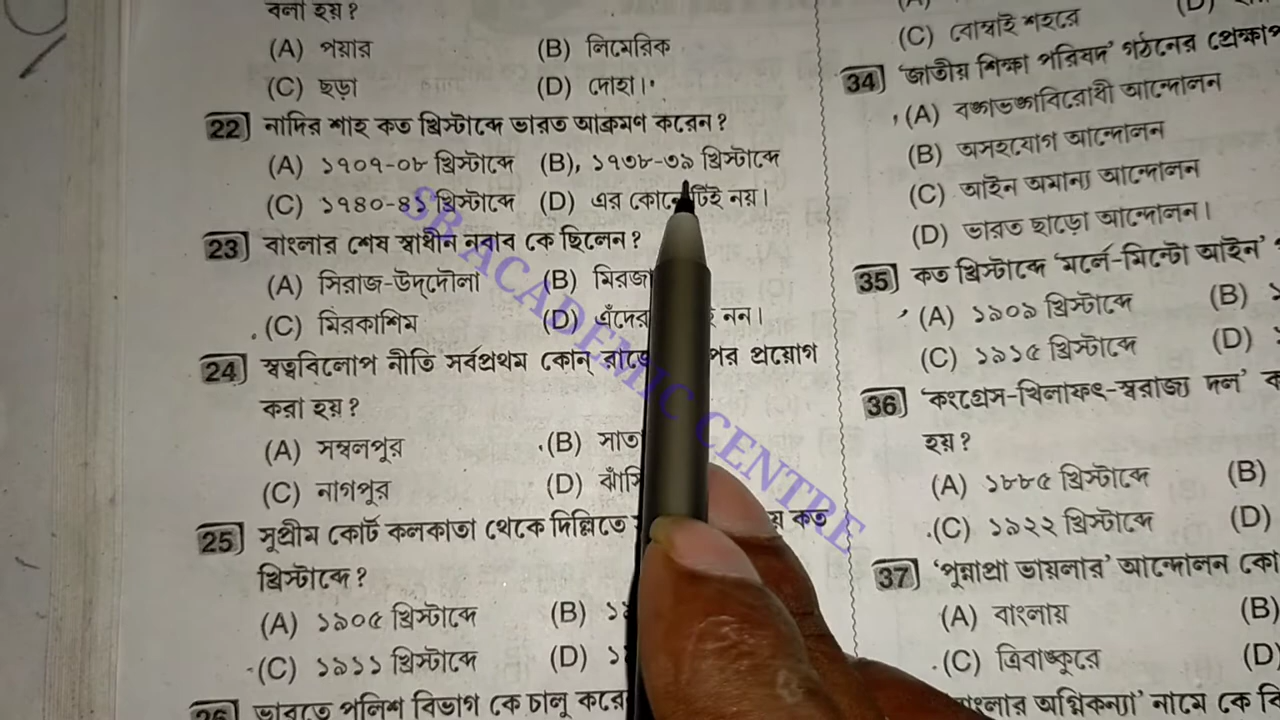 বলা হয়?
(A) পয়ার (B) লিমেরিক
(C) ছড়া (D) দোহা।
22 নাদির শাহ কত খ্রিস্টাব্দে ভারত আক্রমণ করেন?
(A) ১৭০৭-০৮ খ্রিস্টাব্দে (B) ১৭৩৮-৩৯ খ্রিস্টাব্দে
(C) ১৭৪০-৪১ খ্রিস্টাব্দে (D) এর কোনোটিই নয়।
23 বাংলার শেষ স্বাধীন নবাব কে ছিলেন?
(A) সিরাজ-উদ্‌দৌলা (B)
(C) মিরকাশিম (D) এঁদের নন।
24 স্বত্ববিলোপ নীতি সর্বপ্রথম কোন্ প্রয়োগ
করা হয়?
(A) সম্বলপুর (B)
(C) নাগপুর (D)
25 সুপ্রীম কোর্ট কলকাতা থেকে দিল্লিতে কত
খ্রিস্টাব্দে?
(A) ১৯০৫ খ্রিস্টাব্দে (B)
(C) ১৯১১ খ্রিস্টাব্দে (D)
26 ভারতে পুলিশ বিভাগ কে চালু
(C) বোম্বাই শহরে (D)
34 'জাতীয় শিক্ষা পরিষদ' গঠনের
(A) বঙ্গভঙ্গবিরোধী আন্দোলন
(B) অসহযোগ আন্দোলন
(C) আইন অমান্য আন্দোলন
(D) ভারত ছাড়ো আন্দোলন।
35 কত খ্রিস্টাব্দে 'মর্লে-মিন্টো আইন'
(A) ১৯০৯ খ্রিস্টাব্দে (B)
(C) ১৯১৫ খ্রিস্টাব্দে (D)
36 'কংগ্রেস-খিলাফৎ-স্বরাজ্য দল'
হয়?
(A) ১৮৮৫ খ্রিস্টাব্দে (B)
(C) ১৯২২ খ্রিস্টাব্দে (D)
37 'পুন্নাপ্রা ভায়লার' আন্দোলন
(A) বাংলায় (B)
(C) ত্রিবাঙ্কুরে (D)
অগ্নিকন্যা' নামে কে
SR ACADEMIC CENTRE